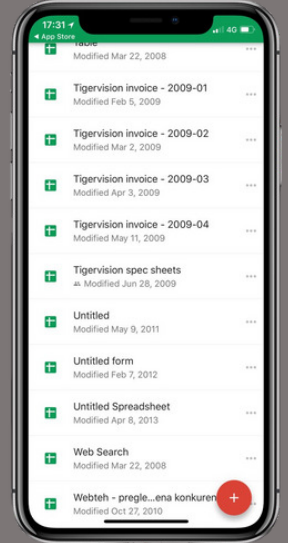 17:31
4G
App Store
Table
Modified Mar 22, 2008
Tigervision invoice - 2009-01
Modified Feb 5, 2009
Tigervision invoice - 2009-02
Modified Mar 2, 2009
Tigervision invoice - 2009-03
Modified Apr 3, 2009
Tigervision invoice - 2009-04
Modified May 11, 2009
Tigervision spec sheets
Modified Jun 28, 2009
Untitled
Modified May 9, 2011
Untitled form
Modified Feb 7, 2012
Untitled Spreadsheet
Modified Apr 8, 2013
Web Search
Modified Mar 22, 2008
Webteh - pregle...ena konkuren
Modified Oct 27, 2010